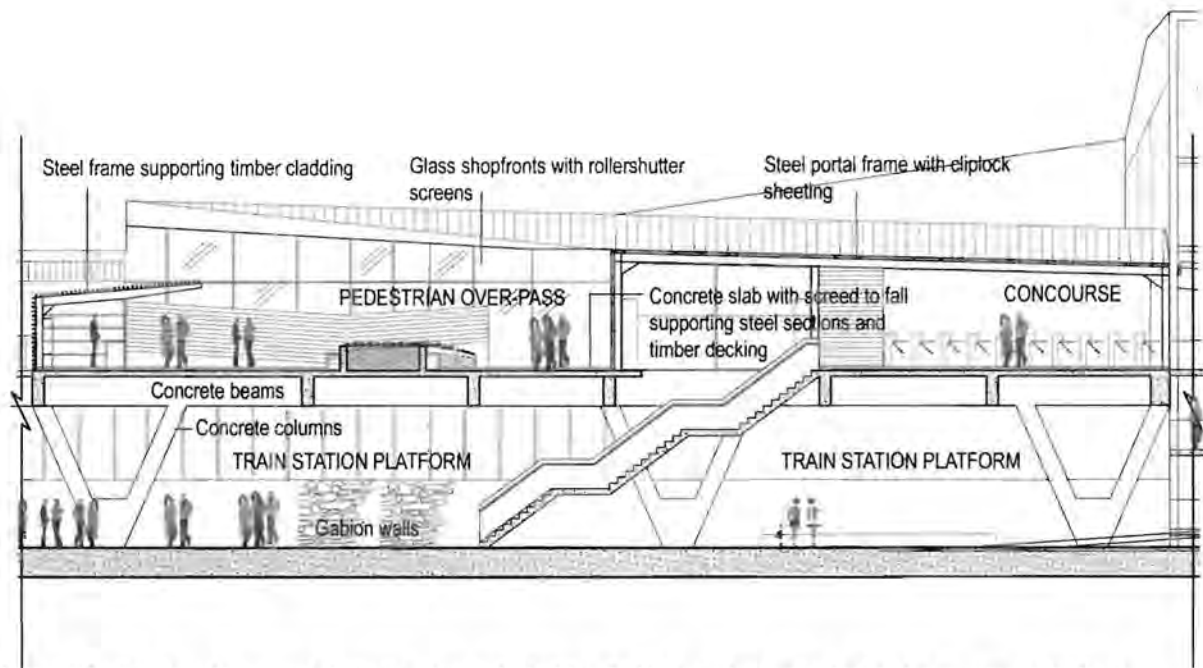 Steel frame supporting timber cladding
Glass shopfronts with rollershutter
screens
Steel portal frame with cliplock
sheeting
PEDESTRIAN OVER-PASS
Concrete slab with screed to fall
supporting steel sections and
timber decking
CONCOURSE
Concrete beams
Concrete columns
TRAIN STATION PLATFORM
TRAIN STATION PLATFORM
Gabion walls